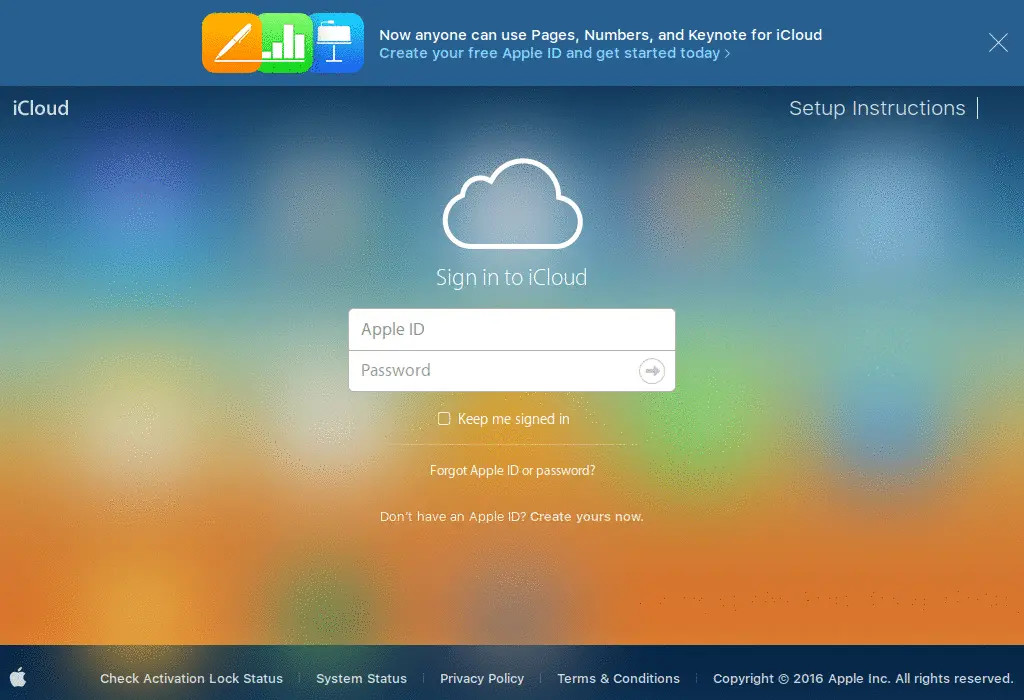 Now anyone can use Pages, Numbers, and Keynote for iCloud
Create your free Apple ID and get started today ›
iCloud
Setup Instructions
Sign in to iCloud
Apple ID
Password
Keep me signed in
Forgot Apple ID or password?
Don't have an Apple ID? Create yours now.
Check Activation Lock Status
System Status
Privacy Policy
Terms & Conditions
Copyright © 2016 Apple Inc. All rights reserved.